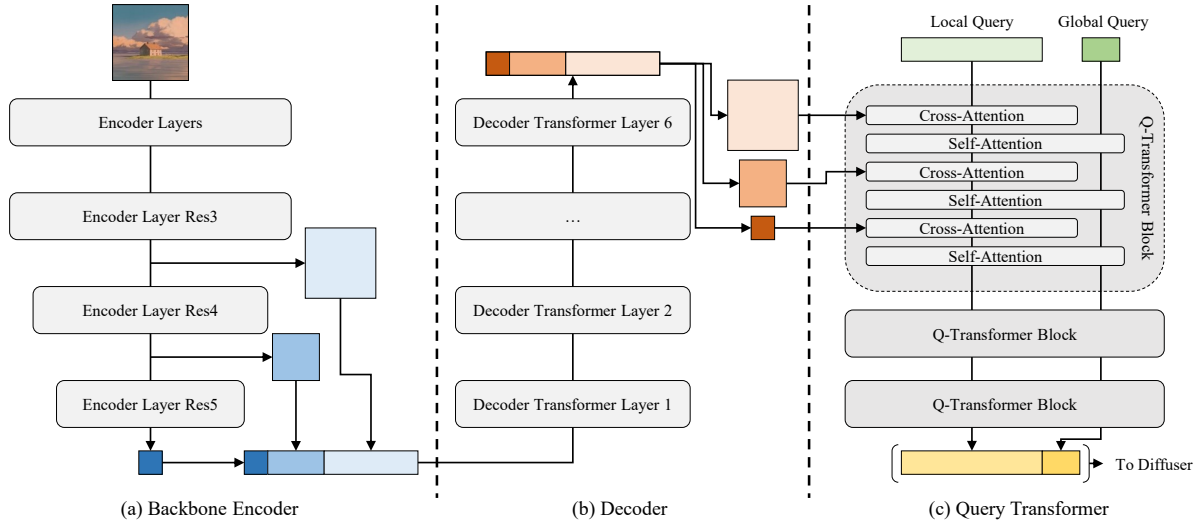 Encoder Layers
Encoder Layer Res3
Encoder Layer Res4
Encoder Layer Res5
(a) Backbone Encoder
Decoder Transformer Layer 6
…
Decoder Transformer Layer 2
Decoder Transformer Layer 1
(b) Decoder
Local Query
Global Query
Cross-Attention
Self-Attention
Cross-Attention
Self-Attention
Cross-Attention
Self-Attention
Q-Transformer Block
Q-Transformer Block
Q-Transformer Block
To Diffuser
(c) Query Transformer